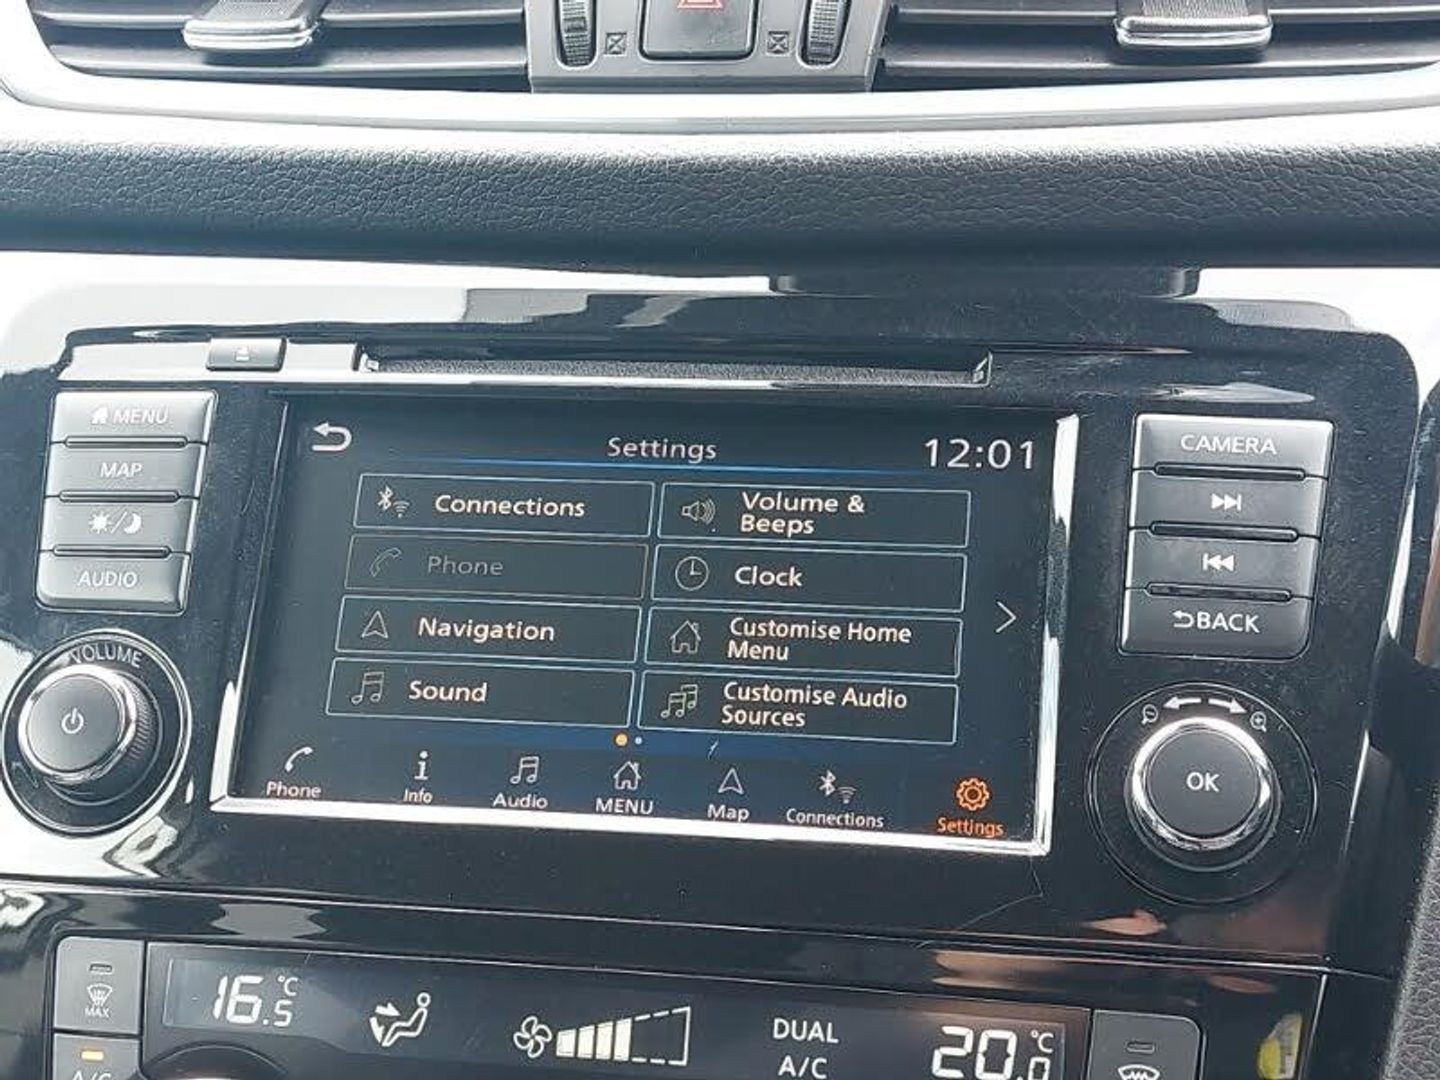 MENU
MAP
AUDIO
VOLUME
Settings
12:01
Connections
Volume &
Beeps
Phone
Clock
Navigation
Customise Home
Menu
Sound
Customise Audio
Sources
Phone
Info
Audio
MENU
Map
Connections
Settings
CAMERA
BACK
OK
MAX
16.5 °C
DUAL
A/C
20.0 °C
A/C